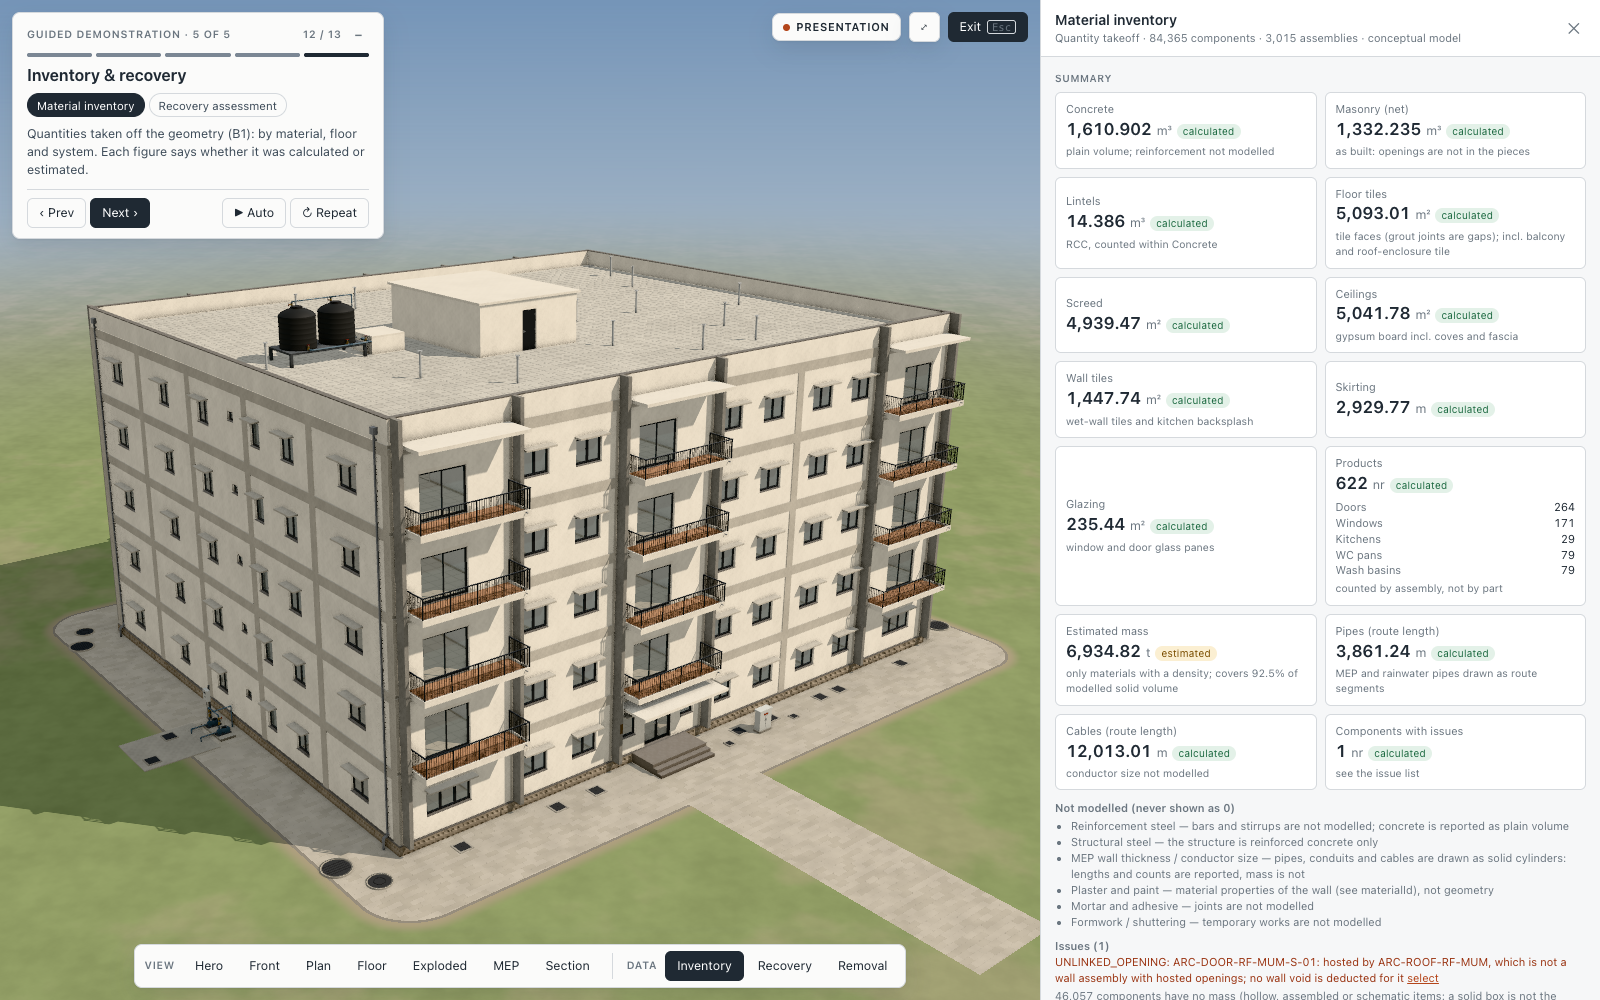 GUIDED DEMONSTRATION · 5 OF 5
12 / 13 –
Inventory & recovery
Material inventory
Recovery assessment
Quantities taken off the geometry (B1): by material, floor
and system. Each figure says whether it was calculated or
estimated.
‹ Prev
Next ›
▶ Auto
↻ Repeat
PRESENTATION
Exit Esc
Material inventory
Quantity takeoff · 84,365 components · 3,015 assemblies · conceptual model
SUMMARY
Concrete
1,610.902 m³ calculated
plain volume; reinforcement not modelled
Masonry (net)
1,332.235 m³ calculated
as built: openings are not in the pieces
Lintels
14.386 m³ calculated
RCC, counted within Concrete
Floor tiles
5,093.01 m² calculated
tile faces (grout joints are gaps); incl. balcony
and roof-enclosure tile
Screed
4,939.47 m² calculated
Ceilings
5,041.78 m² calculated
gypsum board incl. coves and fascia
Wall tiles
1,447.74 m² calculated
wet-wall tiles and kitchen backsplash
Skirting
2,929.77 m calculated
Glazing
235.44 m² calculated
window and door glass panes
Products
622 nr calculated
Doors 264
Windows 171
Kitchens 29
WC pans 79
Wash basins 79
counted by assembly, not by part
Estimated mass
6,934.82 t estimated
only materials with a density; covers 92.5% of
modelled solid volume
Pipes (route length)
3,861.24 m calculated
MEP and rainwater pipes drawn as route
segments
Cables (route length)
12,013.01 m calculated
conductor size not modelled
Components with issues
1 nr calculated
see the issue list
Not modelled (never shown as 0)
• Reinforcement steel — bars and stirrups are not modelled; concrete is reported as plain volume
• Structural steel — the structure is reinforced concrete only
• MEP wall thickness / conductor size — pipes, conduits and cables are drawn as solid cylinders:
lengths and counts are reported, mass is not
• Plaster and paint — material properties of the wall (see materialId), not geometry
• Mortar and adhesive — joints are not modelled
• Formwork / shuttering — temporary works are not modelled
Issues (1)
UNLINKED_OPENING: ARC-DOOR-RF-MUM-S-01: hosted by ARC-ROOF-RF-MUM, which is not a
wall assembly with hosted openings; no wall void is deducted for it select
46,057 components have no mass (hollow, assembled or schematic items; a solid box is not the
VIEW Hero Front Plan Floor Exploded MEP Section DATA Inventory Recovery Removal